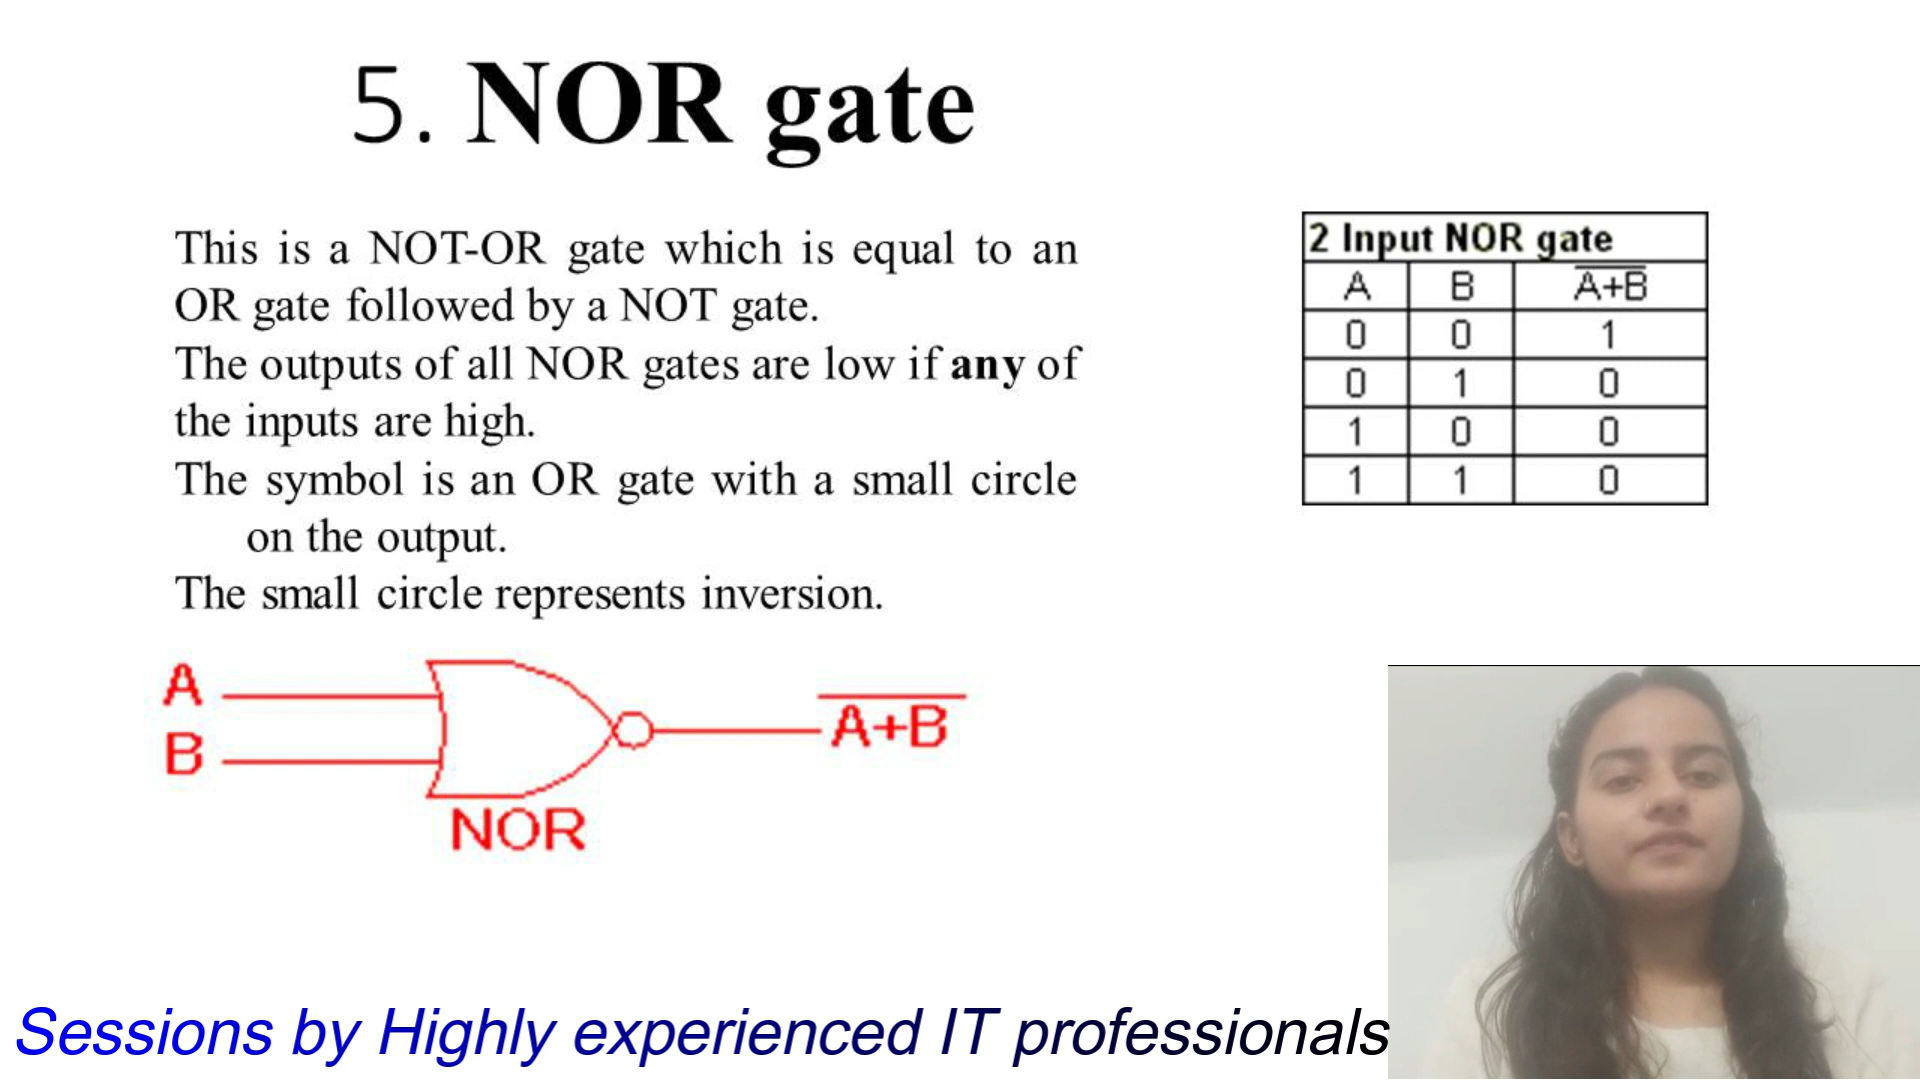 5. NOR gate
This is a NOT-OR gate which is equal to an
OR gate followed by a NOT gate.
The outputs of all NOR gates are low if any of
the inputs are high.
The symbol is an OR gate with a small circle
on the output.
The small circle represents inversion.
2 Input NOR gate
A B A̅+̅B̅
0 0 1
0 1 0
1 0 0
1 1 0
A
B
A̅+̅B̅
NOR
Sessions by Highly experienced IT professionals